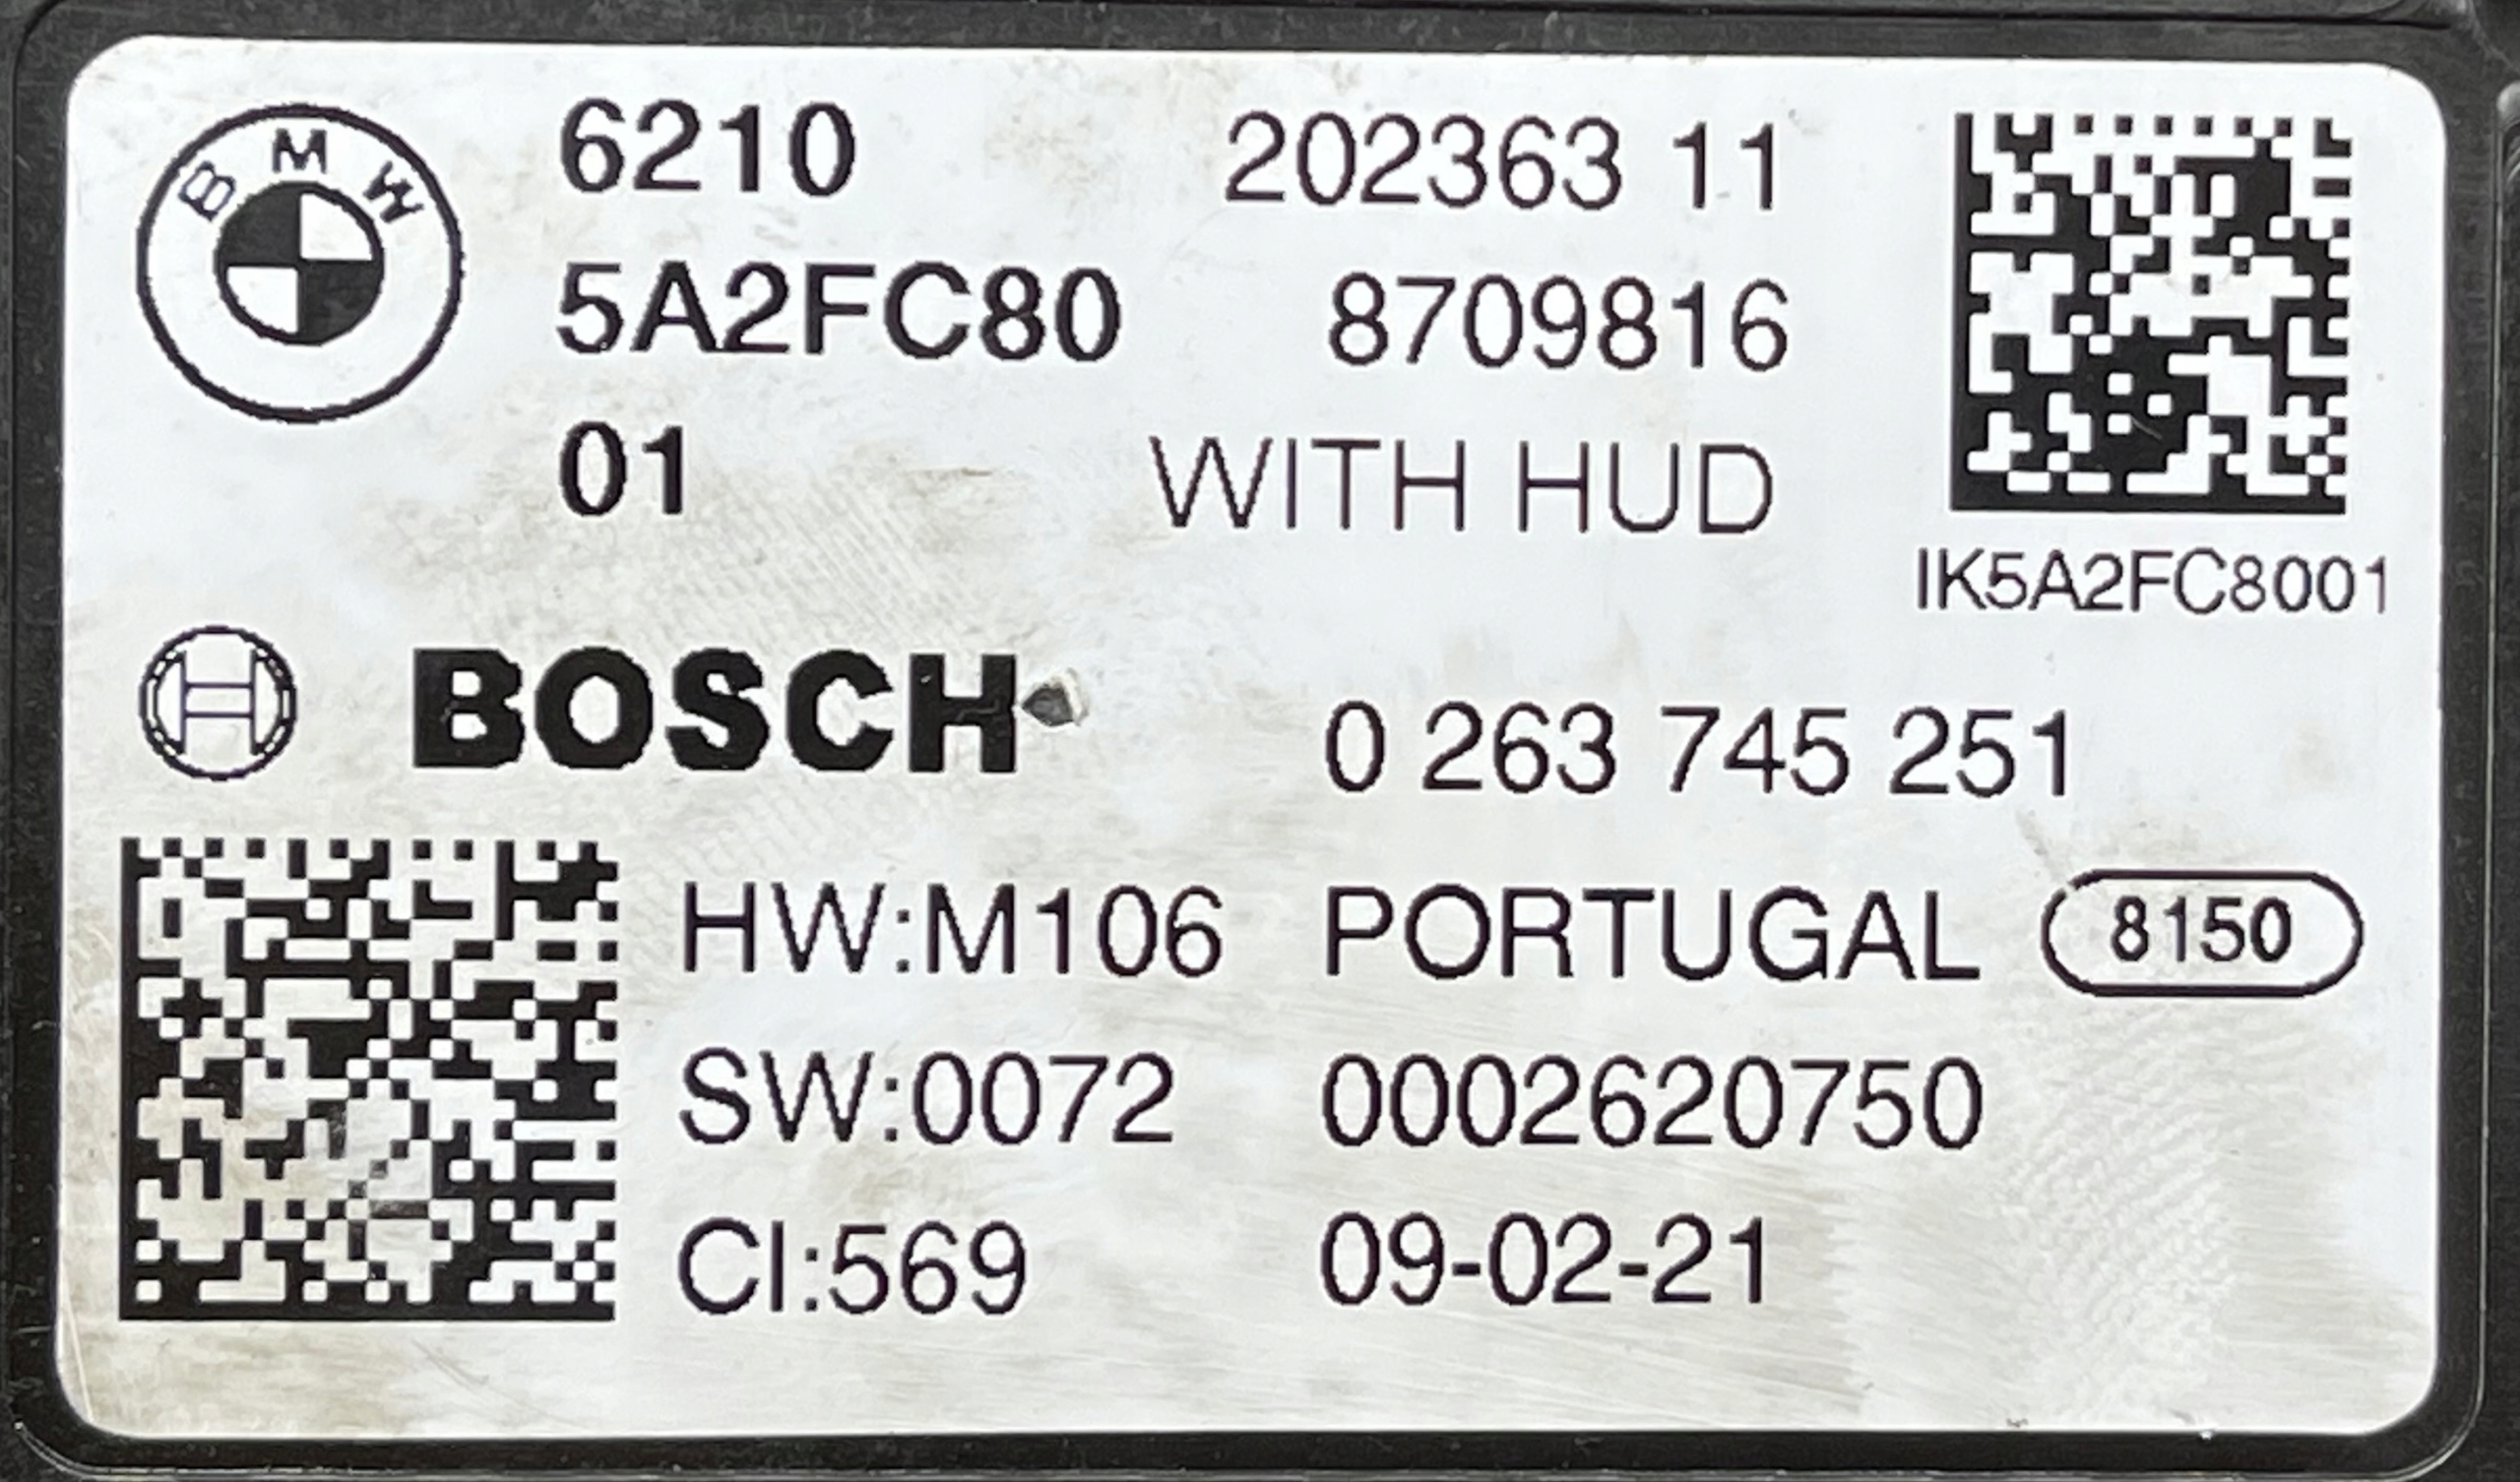 BMW
6210 202363 11
5A2FC80 8709816
01 WITH HUD
IK5A2FC8001
BOSCH 0 263 745 251
HW:M106 PORTUGAL 8150
SW:0072 0002620750
CI:569 09-02-21